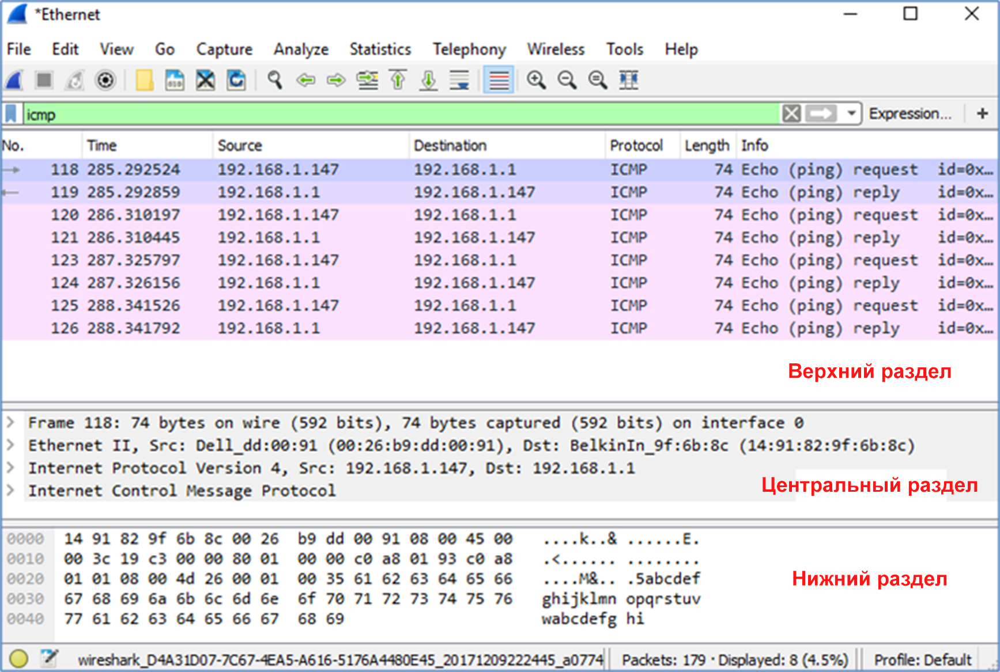 *Ethernet
File Edit View Go Capture Analyze Statistics Telephony Wireless Tools Help
icmp Expression... +
No. Time Source Destination Protocol Length Info
118 285.292524 192.168.1.147 192.168.1.1 ICMP 74 Echo (ping) request id=0x...
119 285.292859 192.168.1.1 192.168.1.147 ICMP 74 Echo (ping) reply id=0x...
120 286.310197 192.168.1.147 192.168.1.1 ICMP 74 Echo (ping) request id=0x...
121 286.310445 192.168.1.1 192.168.1.147 ICMP 74 Echo (ping) reply id=0x...
123 287.325797 192.168.1.147 192.168.1.1 ICMP 74 Echo (ping) request id=0x...
124 287.326156 192.168.1.1 192.168.1.147 ICMP 74 Echo (ping) reply id=0x...
125 288.341526 192.168.1.147 192.168.1.1 ICMP 74 Echo (ping) request id=0x...
126 288.341792 192.168.1.1 192.168.1.147 ICMP 74 Echo (ping) reply id=0x...
Верхний раздел
Frame 118: 74 bytes on wire (592 bits), 74 bytes captured (592 bits) on interface 0
Ethernet II, Src: Dell_dd:00:91 (00:26:b9:dd:00:91), Dst: BelkinIn_9f:6b:8c (14:91:82:9f:6b:8c)
Internet Protocol Version 4, Src: 192.168.1.147, Dst: 192.168.1.1
Internet Control Message Protocol
Центральный раздел
0000 14 91 82 9f 6b 8c 00 26 b9 dd 00 91 08 00 45 00 ....k..& ......E.
0010 00 3c 19 c3 00 00 80 01 00 00 c0 a8 01 93 c0 a8 .<...... ........
0020 01 01 08 00 4d 26 00 01 00 35 61 62 63 64 65 66 ....M&.. .5abcdef
0030 67 68 69 6a 6b 6c 6d 6e 6f 70 71 72 73 74 75 76 ghijklmn opqrstuv
0040 77 61 62 63 64 65 66 67 68 69 wabcdefg hi
Нижний раздел
wireshark_D4A31D07-7C67-4EA5-A616-5176A4480E45_20171209222445_a0774 Packets: 179 · Displayed: 8 (4.5%) Profile: Default